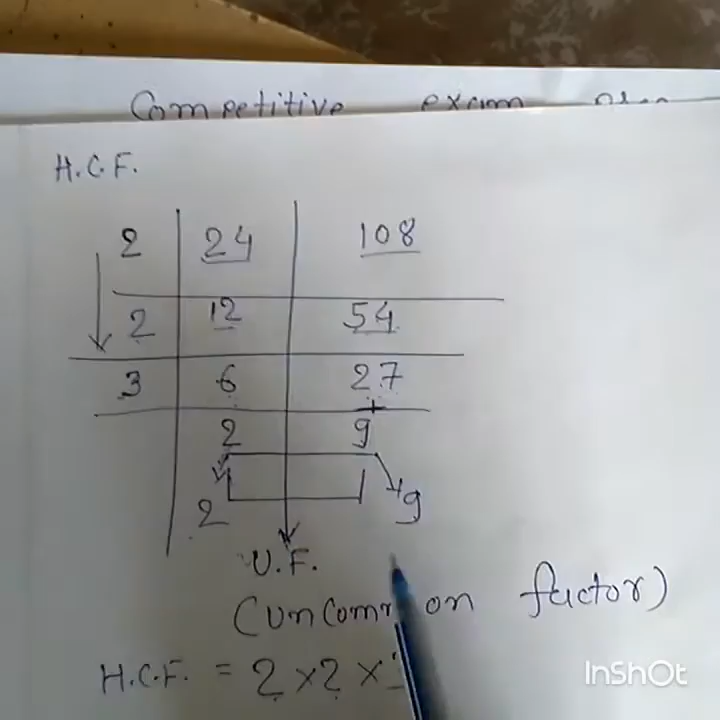 Competitive exam
H.C.F.
2 24 108
2 12 54
3 6 27
2 9
2 9
U.F.
(Uncommon factor)
H.C.F. = 2 × 2 ×
InShOt